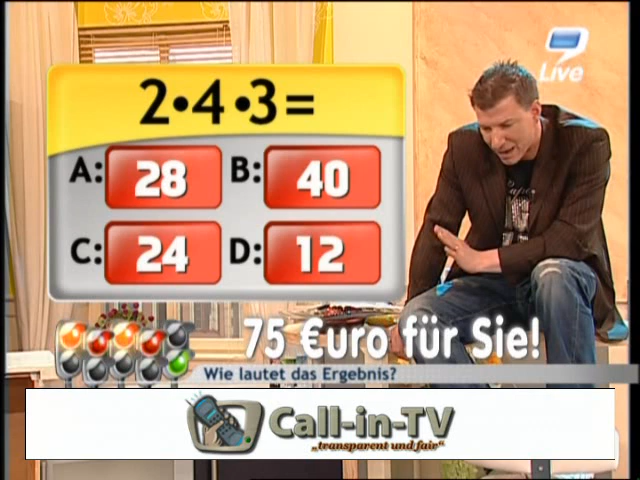 Live
2•4•3=
A: 28 B: 40
C: 24 D: 12
75 €uro für Sie!
Wie lautet das Ergebnis?
Call-in-TV
„transparent und fair“